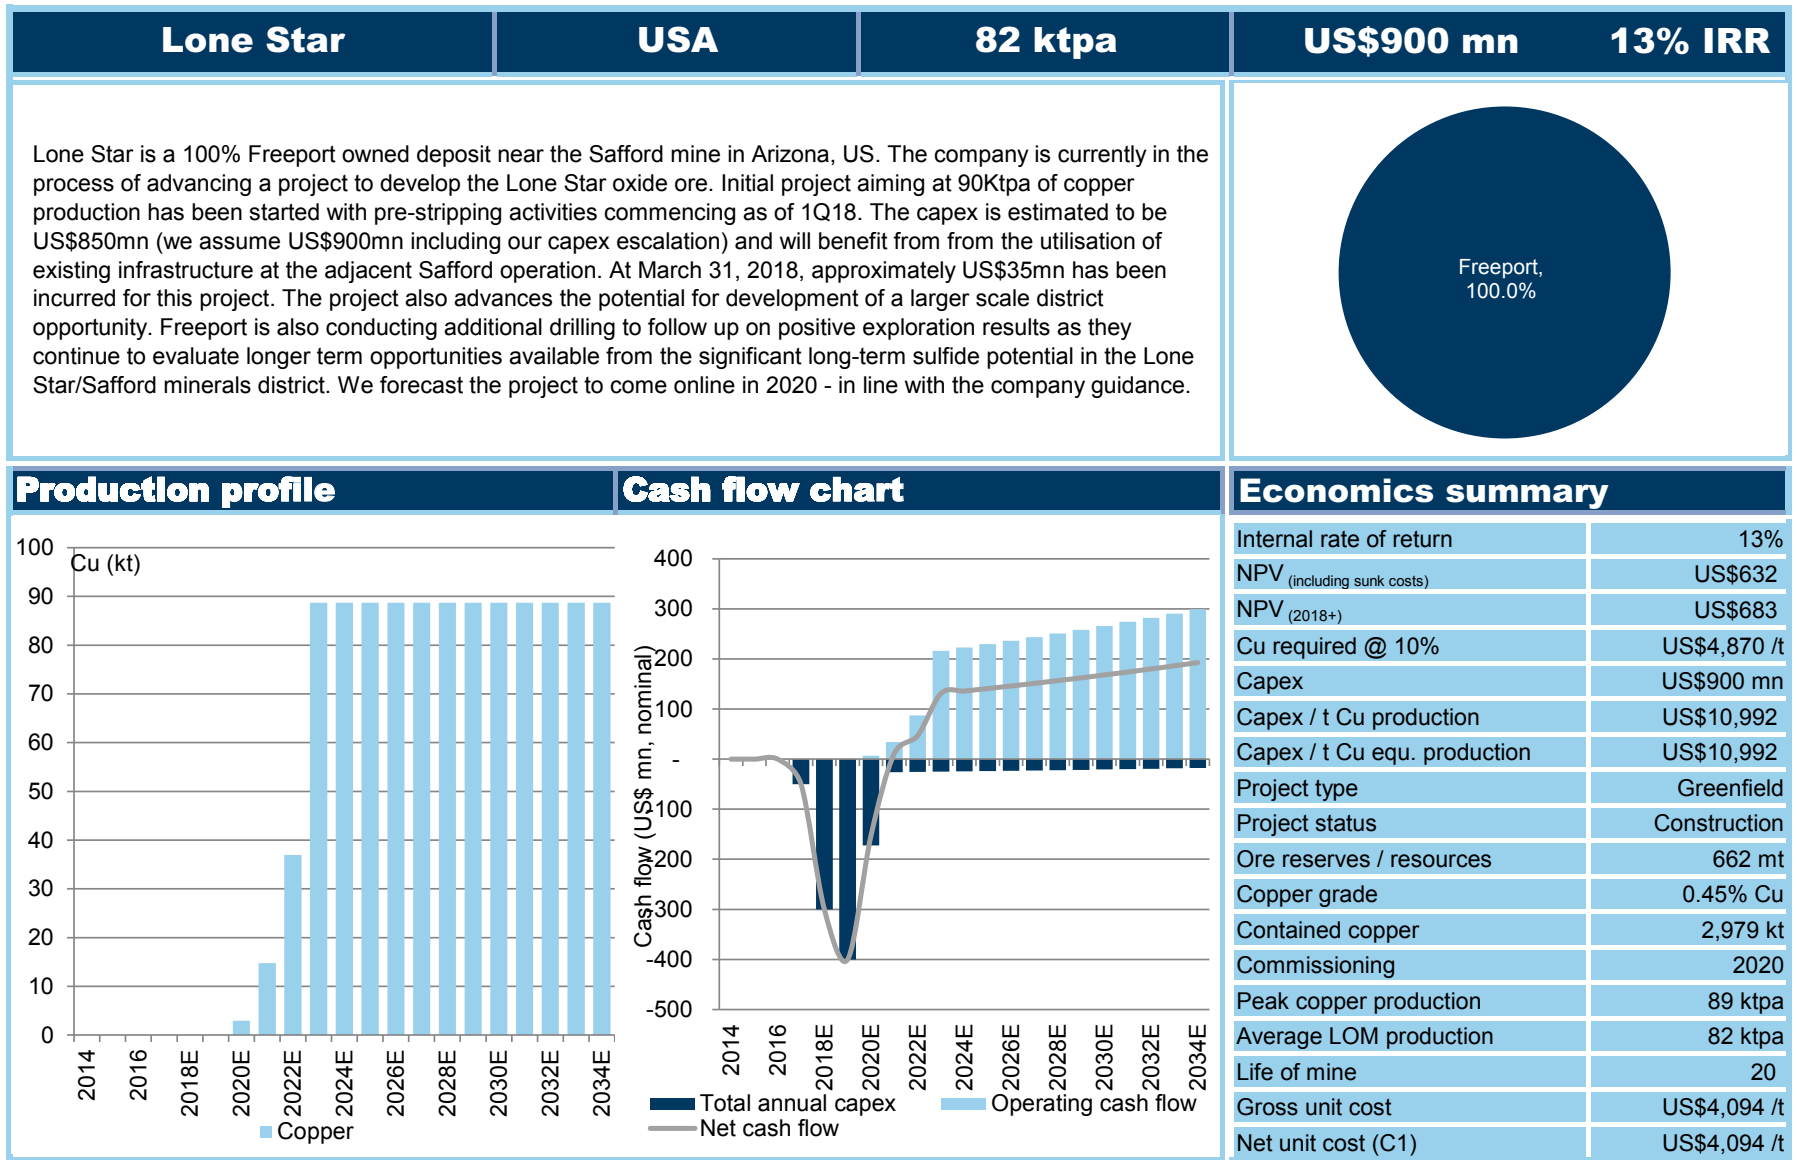 Lone Star
USA
82 ktpa
US$900 mn
13% IRR
Lone Star is a 100% Freeport owned deposit near the Safford mine in Arizona, US. The company is currently in the
process of advancing a project to develop the Lone Star oxide ore. Initial project aiming at 90Ktpa of copper
production has been started with pre-stripping activities commencing as of 1Q18. The capex is estimated to be
US$850mn (we assume US$900mn including our capex escalation) and will benefit from from the utilisation of
existing infrastructure at the adjacent Safford operation. At March 31, 2018, approximately US$35mn has been
incurred for this project. The project also advances the potential for development of a larger scale district
opportunity. Freeport is also conducting additional drilling to follow up on positive exploration results as they
continue to evaluate longer term opportunities available from the significant long-term sulfide potential in the Lone
Star/Safford minerals district. We forecast the project to come online in 2020 - in line with the company guidance.
Freeport,
100.0%
Production profile
100
90
80
70
60
50
40
30
20
10
0
Cu (kt)
2014
2016
2018E
2020E
2022E
2024E
2026E
2028E
2030E
2032E
2034E
Copper
Cash flow chart
Cash flow (US$ mn, nominal)
400
300
200
100
-
-100
-200
-300
-400
-500
2014
2016
2018E
2020E
2022E
2024E
2026E
2028E
2030E
2032E
2034E
Total annual capex
Operating cash flow
Net cash flow
Economics summary
Internal rate of return 13%
NPV (including sunk costs) US$632
NPV (2018+) US$683
Cu required @ 10% US$4,870 /t
Capex US$900 mn
Capex / t Cu production US$10,992
Capex / t Cu equ. production US$10,992
Project type Greenfield
Project status Construction
Ore reserves / resources 662 mt
Copper grade 0.45% Cu
Contained copper 2,979 kt
Commissioning 2020
Peak copper production 89 ktpa
Average LOM production 82 ktpa
Life of mine 20
Gross unit cost US$4,094 /t
Net unit cost (C1) US$4,094 /t